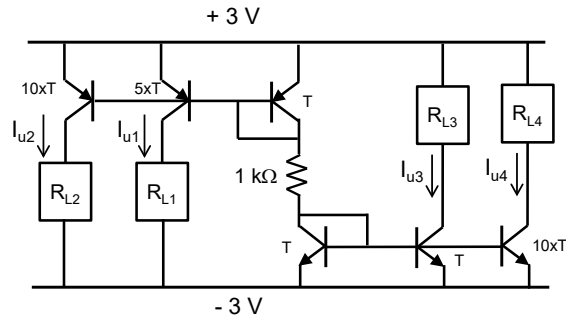 + 3 V
10xT
5xT
T
R_L3
R_L4
I_u2
I_u1
R_L2
R_L1
1 kΩ
I_u3
I_u4
T
T
10xT
- 3 V